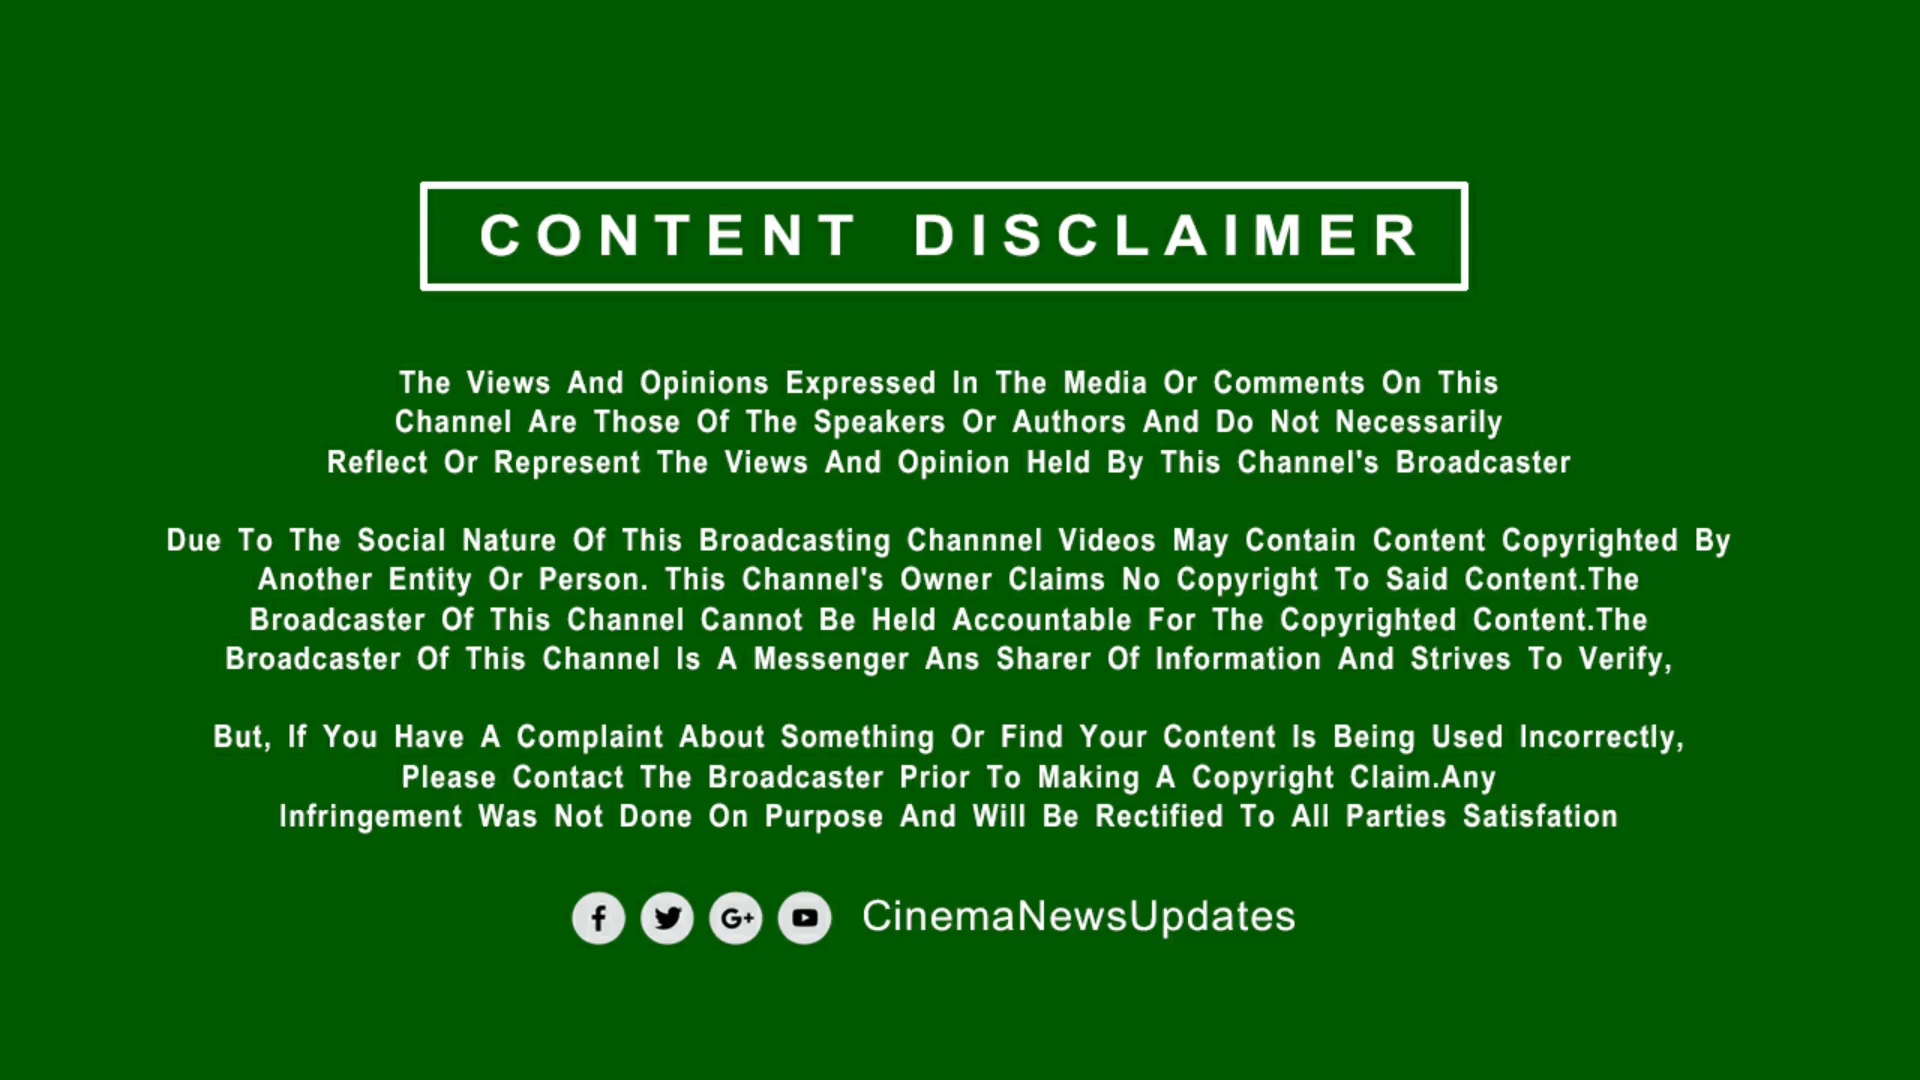 CONTENT DISCLAIMER
The Views And Opinions Expressed In The Media Or Comments On This
Channel Are Those Of The Speakers Or Authors And Do Not Necessarily
Reflect Or Represent The Views And Opinion Held By This Channel's Broadcaster
Due To The Social Nature Of This Broadcasting Channnel Videos May Contain Content Copyrighted By
Another Entity Or Person. This Channel's Owner Claims No Copyright To Said Content.The
Broadcaster Of This Channel Cannot Be Held Accountable For The Copyrighted Content.The
Broadcaster Of This Channel Is A Messenger Ans Sharer Of Information And Strives To Verify,
But, If You Have A Complaint About Something Or Find Your Content Is Being Used Incorrectly,
Please Contact The Broadcaster Prior To Making A Copyright Claim.Any
Infringement Was Not Done On Purpose And Will Be Rectified To All Parties Satisfation
f G+ CinemaNewsUpdates